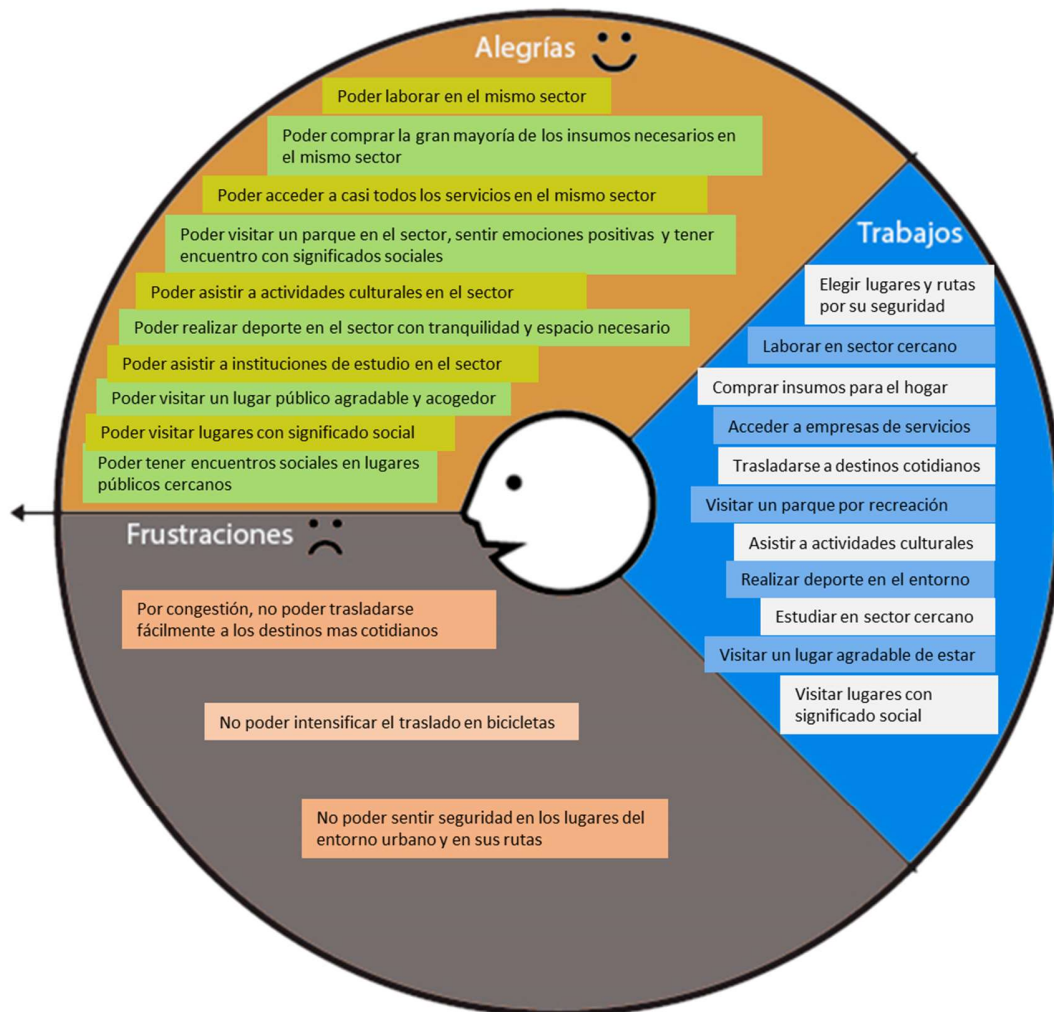 Alegrías
Poder laborar en el mismo sector
Poder comprar la gran mayoría de los insumos necesarios en
el mismo sector
Poder acceder a casi todos los servicios en el mismo sector
Poder visitar un parque en el sector, sentir emociones positivas y tener
encuentro con significados sociales
Poder asistir a actividades culturales en el sector
Poder realizar deporte en el sector con tranquilidad y espacio necesario
Poder asistir a instituciones de estudio en el sector
Poder visitar un lugar público agradable y acogedor
Poder visitar lugares con significado social
Poder tener encuentros sociales en lugares
públicos cercanos
Trabajos
Elegir lugares y rutas
por su seguridad
Laborar en sector cercano
Comprar insumos para el hogar
Acceder a empresas de servicios
Trasladarse a destinos cotidianos
Visitar un parque por recreación
Asistir a actividades culturales
Realizar deporte en el entorno
Estudiar en sector cercano
Visitar un lugar agradable de estar
Visitar lugares con
significado social
Frustraciones
Por congestión, no poder trasladarse
fácilmente a los destinos mas cotidianos
No poder intensificar el traslado en bicicletas
No poder sentir seguridad en los lugares del
entorno urbano y en sus rutas